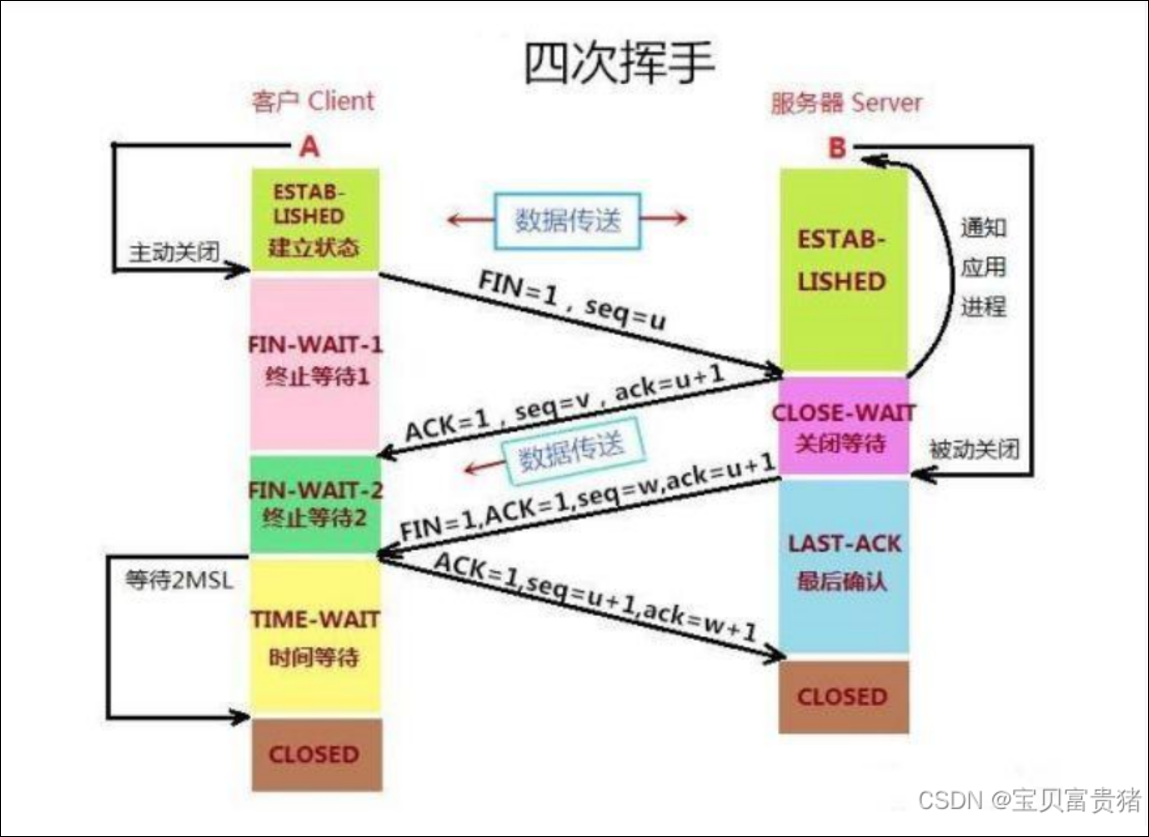 四次挥手
客户 Client
服务器 Server
A
B
ESTAB-
LISHED
建立状态
数据传送
ESTAB-
LISHED
通知
应用
进程
主动关闭
FIN=1，seq=u
FIN-WAIT-1
终止等待1
ACK=1，seq=v，ack=u+1
CLOSE-WAIT
关闭等待
被动关闭
数据传送
FIN-WAIT-2
终止等待2
FIN=1,ACK=1,seq=w,ack=u+1
LAST-ACK
最后确认
等待2MSL
ACK=1,seq=u+1,ack=w+1
TIME-WAIT
时间等待
CLOSED
CLOSED
CSDN @宝贝富贵猪